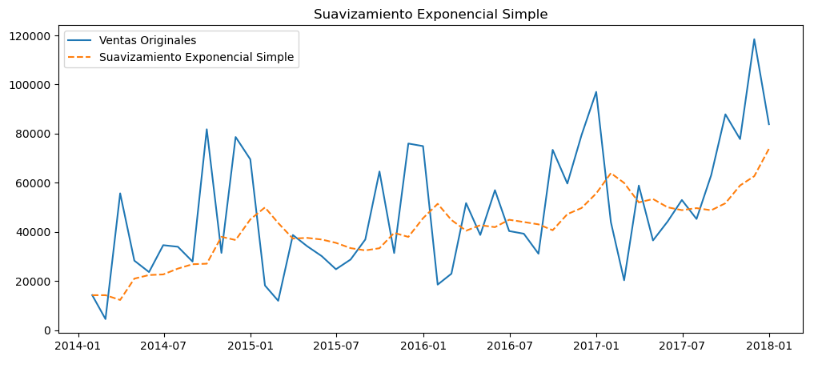 Suavizamiento Exponencial Simple
Ventas Originales
Suavizamiento Exponencial Simple
120000
100000
80000
60000
40000
20000
0
2014-01 2014-07 2015-01 2015-07 2016-01 2016-07 2017-01 2017-07 2018-01